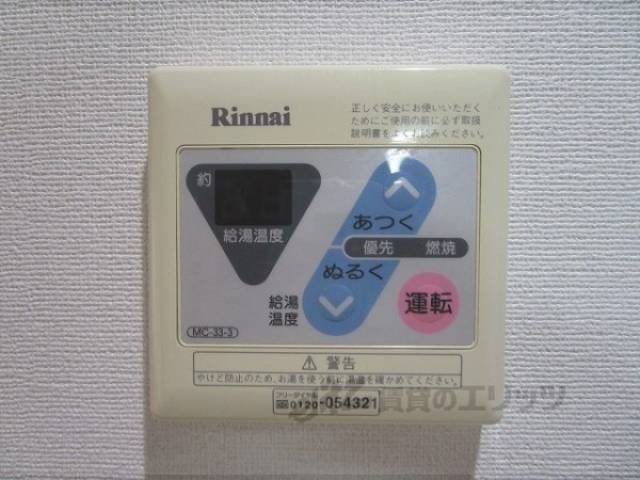 Rinnai
正しく安全にお使いいただく
ためにご使用の前に必ず取扱
説明書をよくお読みください。
約
給湯温度
あつく
優先 燃焼
ぬるく
給湯
温度
運転
MC-33-3
警告
やけど防止のため、お湯を使う前に湯温を確かめてください。
フリーダイヤル
0120-054321
賃貸のエリッツ